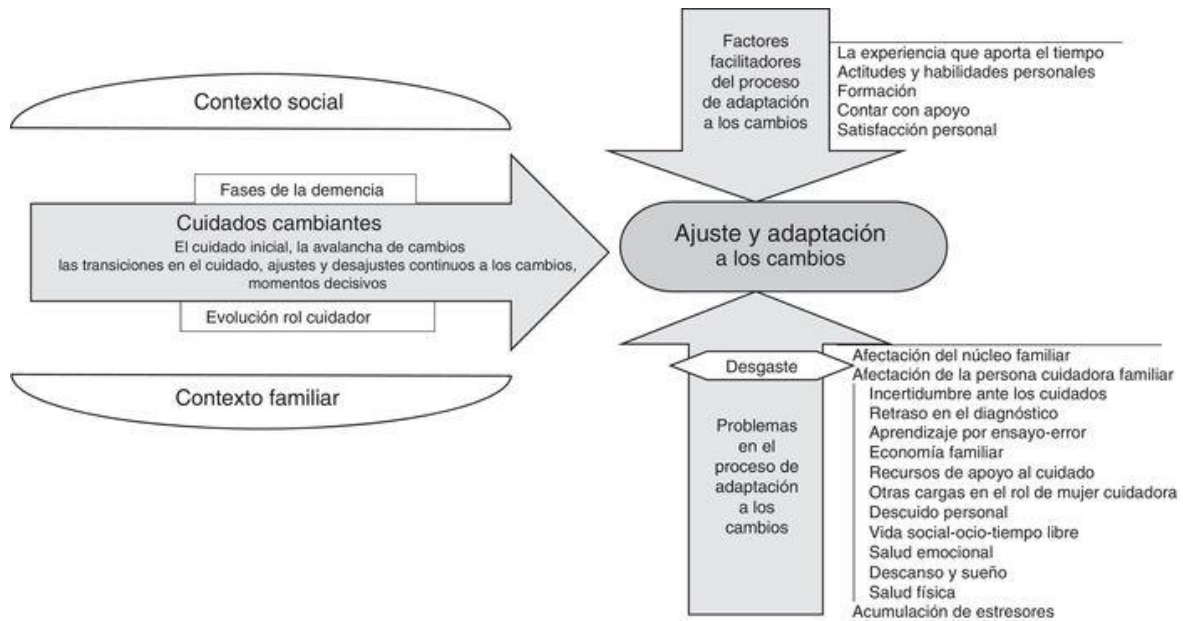 Contexto social
Fases de la demencia
Cuidados cambiantes
El cuidado inicial, la avalancha de cambios
las transiciones en el cuidado, ajustes y desajustes continuos a los cambios,
momentos decisivos
Evolución rol cuidador
Contexto familiar
Factores
facilitadores
del proceso
de adaptación
a los cambios
La experiencia que aporta el tiempo
Actitudes y habilidades personales
Formación
Contar con apoyo
Satisfacción personal
Ajuste y adaptación
a los cambios
Desgaste
Problemas
en el
proceso de
adaptación
a los
cambios
Afectación del núcleo familiar
Afectación de la persona cuidadora familiar
Incertidumbre ante los cuidados
Retraso en el diagnóstico
Aprendizaje por ensayo-error
Economía familiar
Recursos de apoyo al cuidado
Otras cargas en el rol de mujer cuidadora
Descuido personal
Vida social-ocio-tiempo libre
Salud emocional
Descanso y sueño
Salud física
Acumulación de estresores